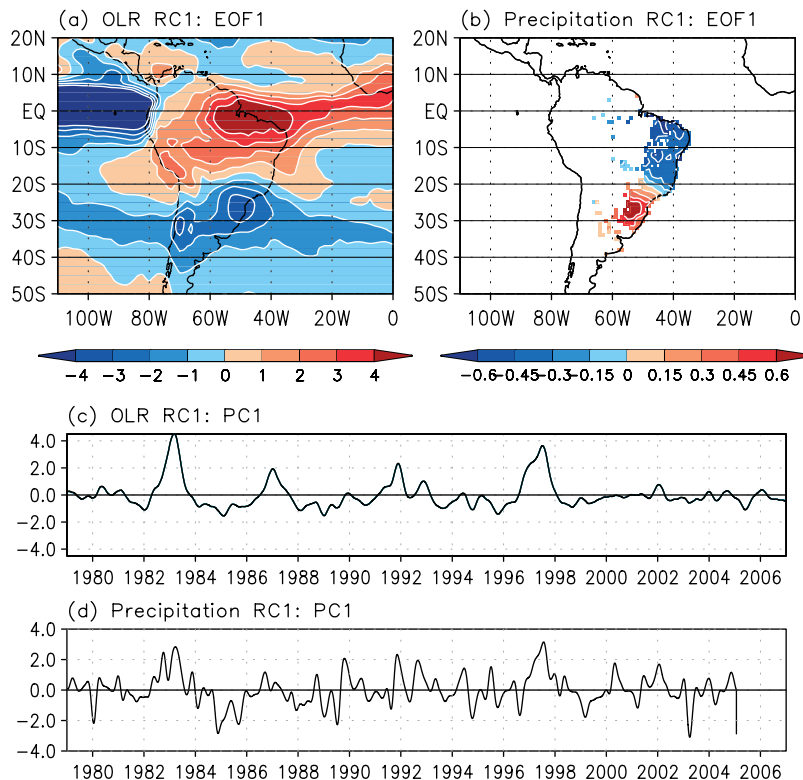 (a) OLR RC1: EOF1
(b) Precipitation RC1: EOF1
20N
10N
EQ
10S
20S
30S
40S
50S
100W 80W 60W 40W 20W 0
20N
10N
EQ
10S
20S
30S
40S
50S
100W 80W 60W 40W 20W 0
-4 -3 -2 -1 0 1 2 3 4
-0.6 -0.45 -0.3 -0.15 0 0.15 0.3 0.45 0.6
(c) OLR RC1: PC1
4.0
2.0
0.0
-2.0
-4.0
1980 1982 1984 1986 1988 1990 1992 1994 1996 1998 2000 2002 2004 2006
(d) Precipitation RC1: PC1
4.0
2.0
0.0
-2.0
-4.0
1980 1982 1984 1986 1988 1990 1992 1994 1996 1998 2000 2002 2004 2006